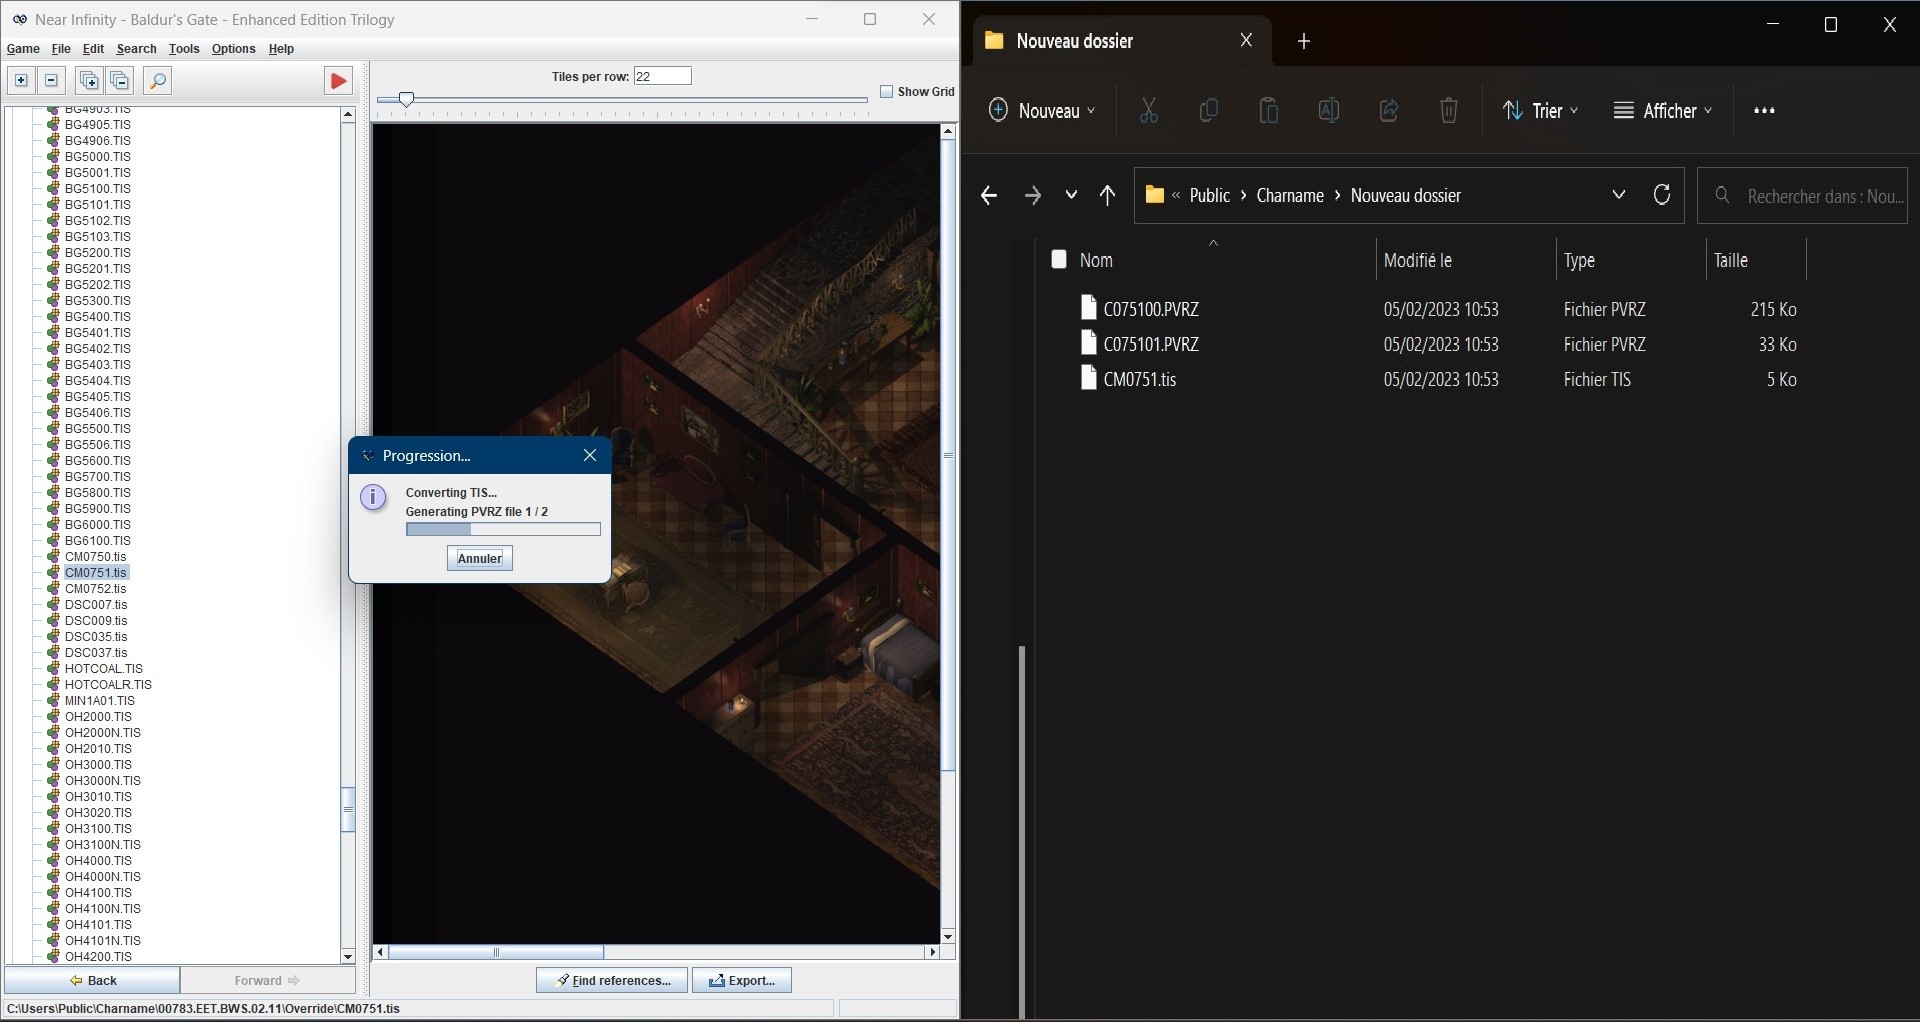 Near Infinity - Baldur's Gate - Enhanced Edition Trilogy
Game File Edit Search Tools Options Help
Tiles per row: 22
Show Grid
BG4903.TIS
BG4905.TIS
BG4906.TIS
BG5000.TIS
BG5001.TIS
BG5100.TIS
BG5101.TIS
BG5102.TIS
BG5103.TIS
BG5200.TIS
BG5201.TIS
BG5202.TIS
BG5300.TIS
BG5400.TIS
BG5401.TIS
BG5402.TIS
BG5403.TIS
BG5404.TIS
BG5405.TIS
BG5406.TIS
BG5500.TIS
BG5506.TIS
BG5600.TIS
BG5700.TIS
BG5800.TIS
BG5900.TIS
BG6000.TIS
BG6100.TIS
CM0750.tis
CM0751.tis
CM0752.tis
DSC007.tis
DSC009.tis
DSC035.tis
DSC037.tis
HOTCOAL.TIS
HOTCOALR.TIS
MIN1A01.TIS
OH2000.TIS
OH2000N.TIS
OH2010.TIS
OH3000.TIS
OH3000N.TIS
OH3010.TIS
OH3020.TIS
OH3100.TIS
OH3100N.TIS
OH4000.TIS
OH4000N.TIS
OH4100.TIS
OH4100N.TIS
OH4101.TIS
OH4101N.TIS
OH4200.TIS
Back Forward
Find references... Export...
C:\Users\Public\Charname\00783.EET.BWS.02.11\Override\CM0751.tis
Progression...
Converting TIS...
Generating PVRZ file 1 / 2
Annuler
Nouveau dossier
Nouveau Trier Afficher
« Public > Charname > Nouveau dossier
Rechercher dans : Nou...
Nom Modifié le Type Taille
C075100.PVRZ 05/02/2023 10:53 Fichier PVRZ 215 Ko
C075101.PVRZ 05/02/2023 10:53 Fichier PVRZ 33 Ko
CM0751.tis 05/02/2023 10:53 Fichier TIS 5 Ko